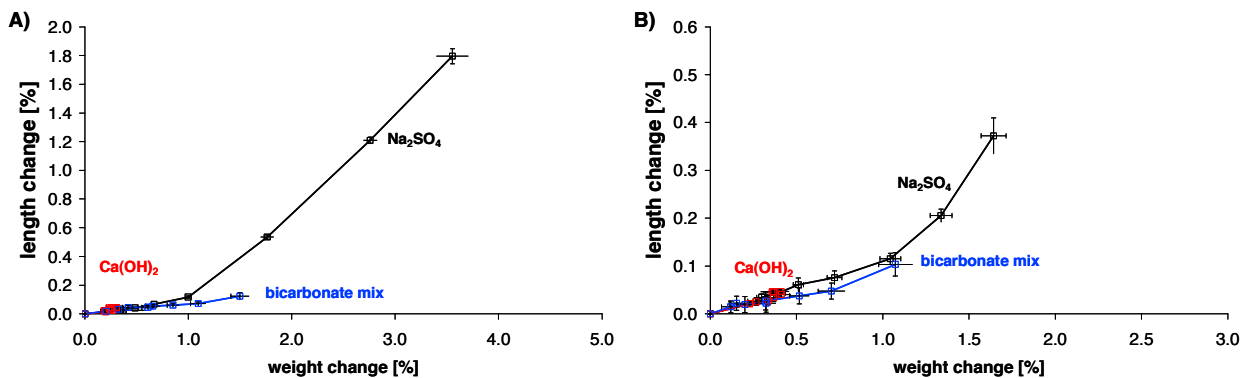 A)
length change [%]
2.0
1.8
1.6
1.4
1.2
1.0
0.8
0.6
0.4
0.2
0.0
Na₂SO₄
Ca(OH)₂
bicarbonate mix
0.0 1.0 2.0 3.0 4.0 5.0
weight change [%]
B)
length change [%]
0.6
0.5
0.4
0.3
0.2
0.1
0.0
Na₂SO₄
Ca(OH)₂
bicarbonate mix
0.0 0.5 1.0 1.5 2.0 2.5 3.0
weight change [%]